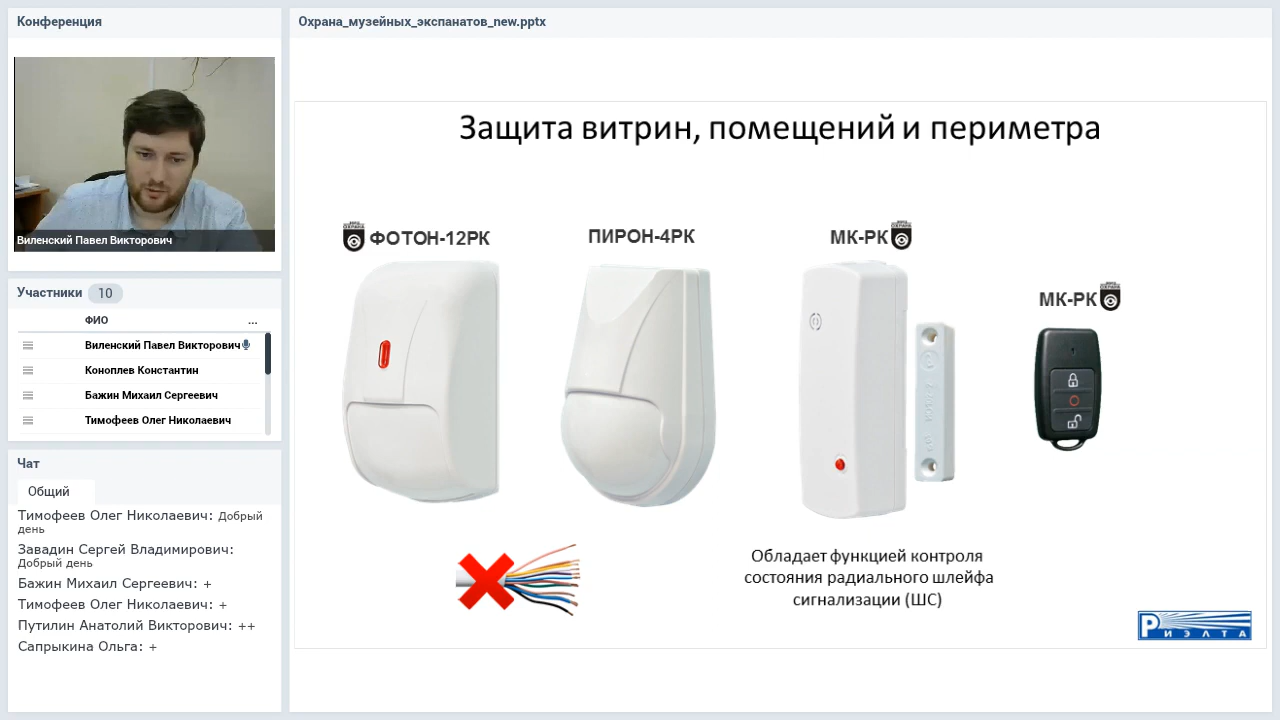 Конференция
Виленский Павел Викторович
Участники 10
ФИО ...
Виленский Павел Викторович
Коноплев Константин
Бажин Михаил Сергеевич
Тимофеев Олег Николаевич
Чат
Общий
Тимофеев Олег Николаевич: Добрый
день
Завадин Сергей Владимирович:
Добрый день
Бажин Михаил Сергеевич: +
Тимофеев Олег Николаевич: +
Путилин Анатолий Викторович: ++
Сапрыкина Ольга: +
Охрана_музейных_экспанатов_new.pptx
Защита витрин, помещений и периметра
ФОТОН-12РК
ПИРОН-4РК
МК-РК
МК-РК
Обладает функцией контроля
состояния радиального шлейфа
сигнализации (ШС)
РИЭЛТА